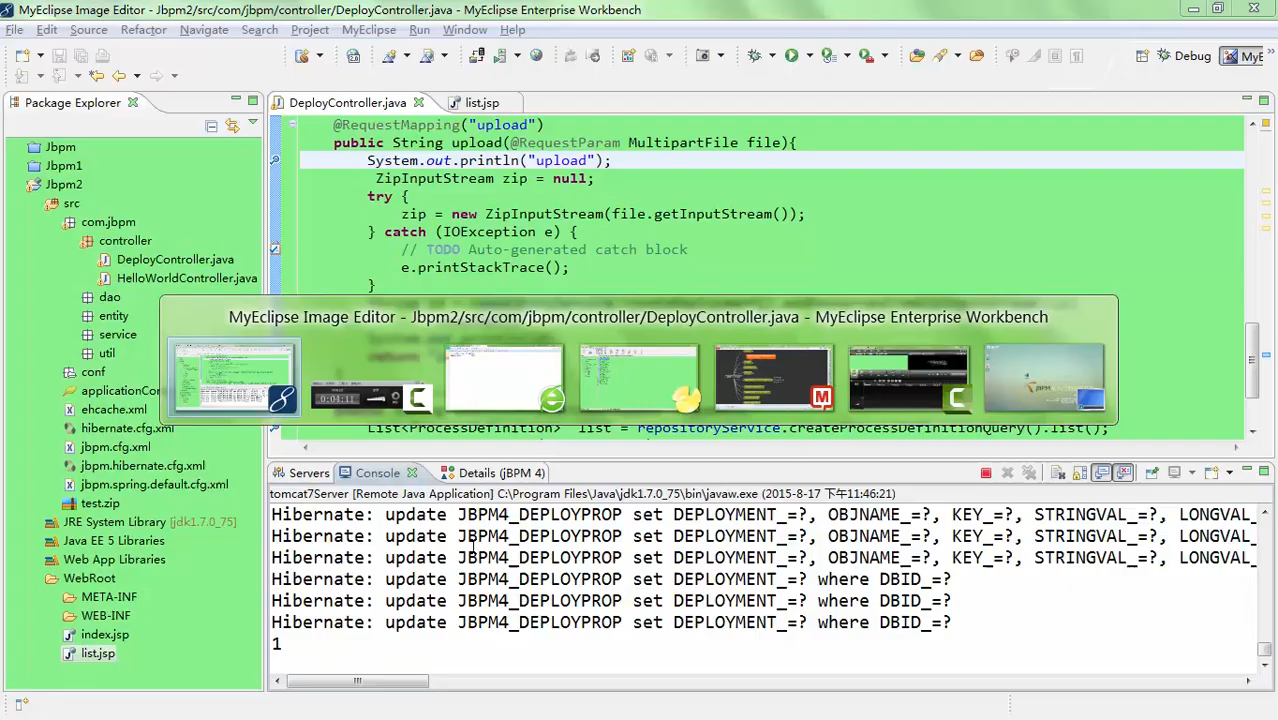 MyEclipse Image Editor - Jbpm2/src/com/jbpm/controller/DeployController.java - MyEclipse Enterprise Workbench
File Edit Source Refactor Navigate Search Project MyEclipse Run Window Help
Debug MyE
Package Explorer
DeployController.java list.jsp
Jbpm
Jbpm1
Jbpm2
src
com.jbpm
controller
DeployController.java
HelloWorldController.java
dao
entity
service
util
conf
applicationCon
ehcache.xml
hibernate.cfg.xml
jbpm.cfg.xml
jbpm.hibernate.cfg.xml
jbpm.spring.default.cfg.xml
test.zip
JRE System Library [jdk1.7.0_75]
Java EE 5 Libraries
Web App Libraries
WebRoot
META-INF
WEB-INF
index.jsp
list.jsp
@RequestMapping("upload")
public String upload(@RequestParam MultipartFile file){
System.out.println("upload");
ZipInputStream zip = null;
try {
zip = new ZipInputStream(file.getInputStream());
} catch (IOException e) {
// TODO Auto-generated catch block
e.printStackTrace();
}
MyEclipse Image Editor - Jbpm2/src/com/jbpm/controller/DeployController.java - MyEclipse Enterprise Workbench
0:04:11
List<ProcessDefinition> list = repositoryService.createProcessDefinitionQuery().list();
Servers Console Details (JBPM 4)
tomcat7Server [Remote Java Application] C:\Program Files\Java\jdk1.7.0_75\bin\javaw.exe (2015-8-17 下午11:46:21)
Hibernate: update JBPM4_DEPLOYPROP set DEPLOYMENT_=?, OBJNAME_=?, KEY_=?, STRINGVAL_=?, LONGVAL_
Hibernate: update JBPM4_DEPLOYPROP set DEPLOYMENT_=?, OBJNAME_=?, KEY_=?, STRINGVAL_=?, LONGVAL_
Hibernate: update JBPM4_DEPLOYPROP set DEPLOYMENT_=?, OBJNAME_=?, KEY_=?, STRINGVAL_=?, LONGVAL_
Hibernate: update JBPM4_DEPLOYPROP set DEPLOYMENT_=? where DBID_=?
Hibernate: update JBPM4_DEPLOYPROP set DEPLOYMENT_=? where DBID_=?
Hibernate: update JBPM4_DEPLOYPROP set DEPLOYMENT_=? where DBID_=?
1